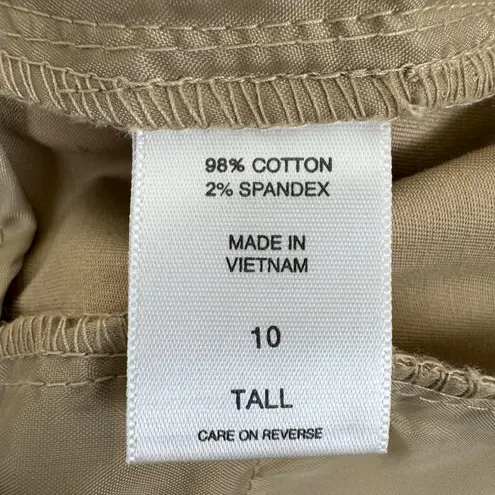 98% COTTON
2% SPANDEX
MADE IN
VIETNAM
10
TALL
CARE ON REVERSE